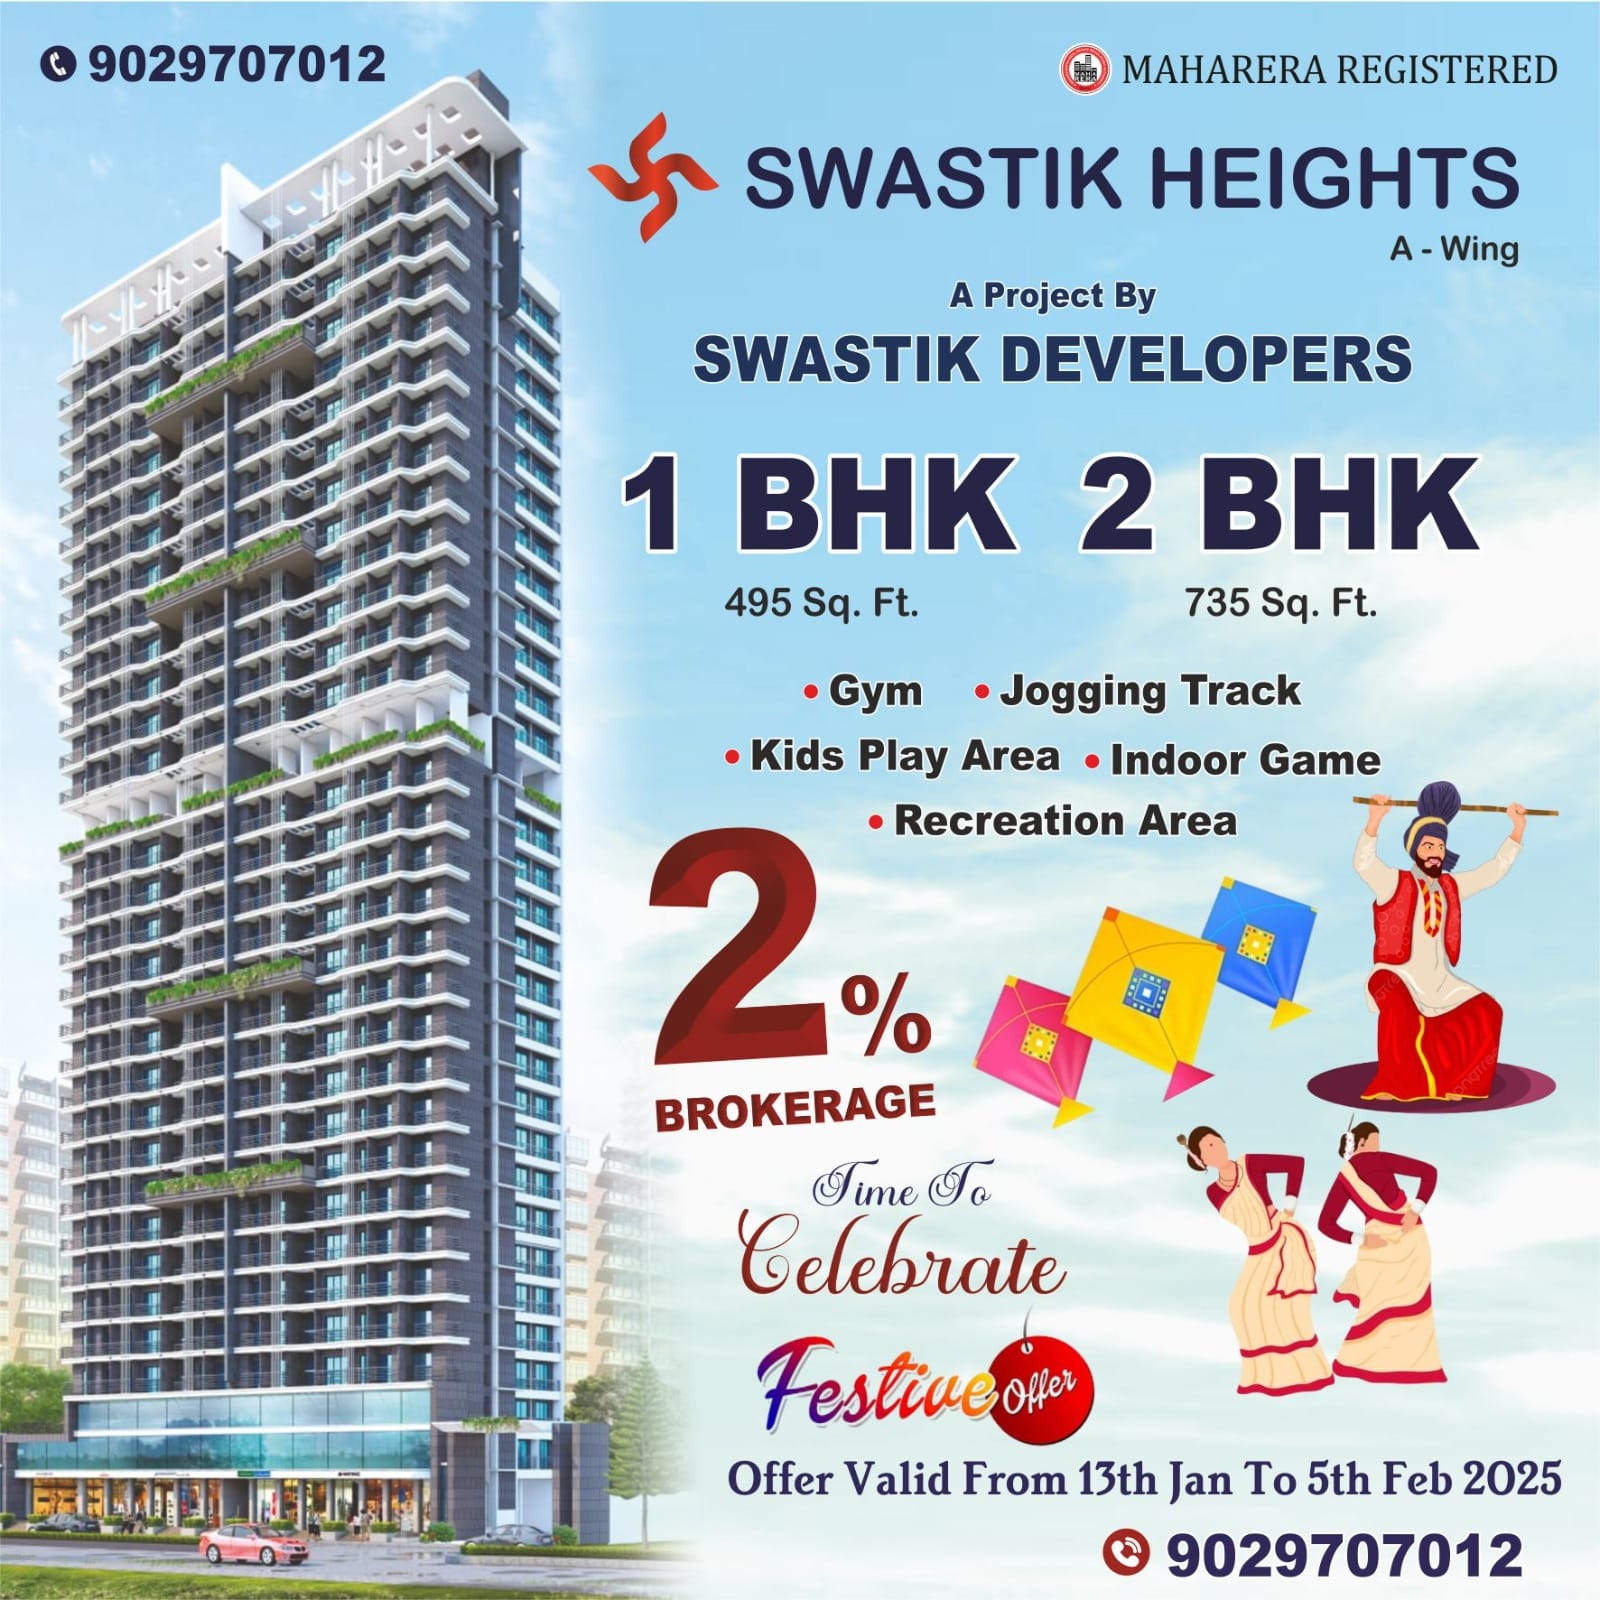 9029707012
MAHARERA REGISTERED
SWASTIK HEIGHTS
A - Wing
A Project By
SWASTIK DEVELOPERS
1 BHK 2 BHK
495 Sq. Ft. 735 Sq. Ft.
• Gym • Jogging Track
• Kids Play Area • Indoor Game
• Recreation Area
2%
BROKERAGE
Time To
Celebrate
Festive Offer
Offer Valid From 13th Jan To 5th Feb 2025
9029707012